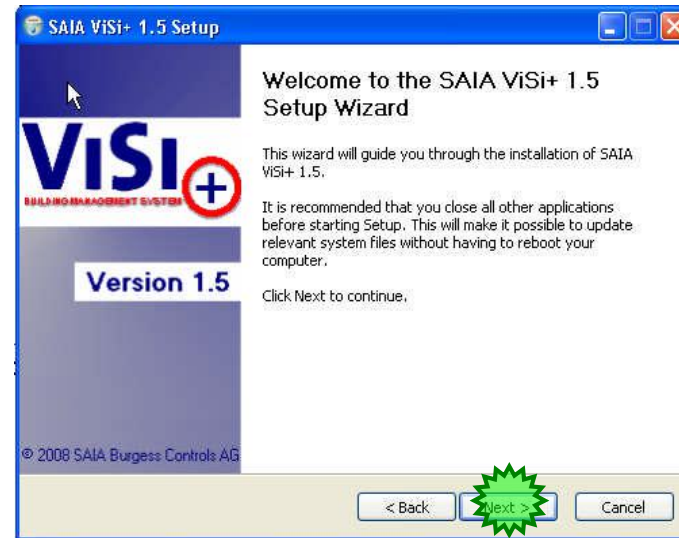 SAIA ViSi+ 1.5 Setup
Welcome to the SAIA ViSi+ 1.5
Setup Wizard
This wizard will guide you through the installation of SAIA
ViSi+ 1.5.
It is recommended that you close all other applications
before starting Setup. This will make it possible to update
relevant system files without having to reboot your
computer.
Click Next to continue.
VISI+
BUILDING MANAGEMENT SYSTEM
Version 1.5
© 2008 SAIA Burgess Controls AG
< Back
Next >
Cancel